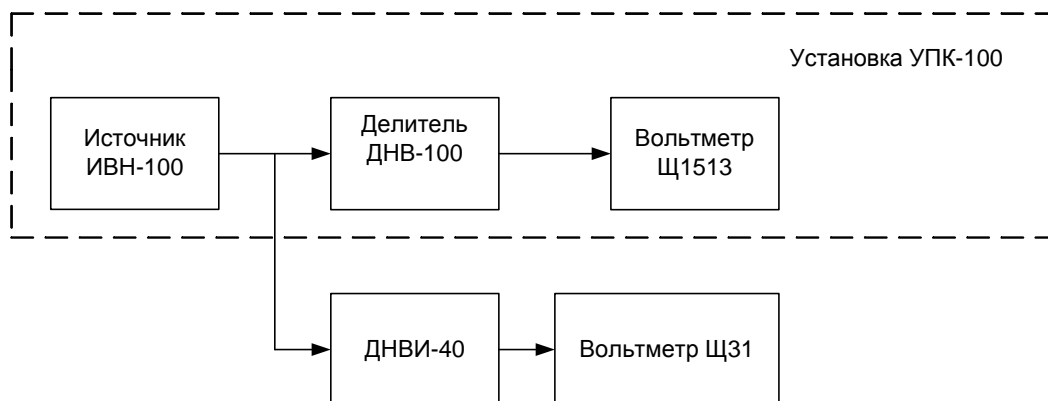 Установка УПК-100
Источник
ИВН-100
Делитель
ДНВ-100
Вольтметр
Щ1513
ДНВИ-40
Вольтметр Щ31